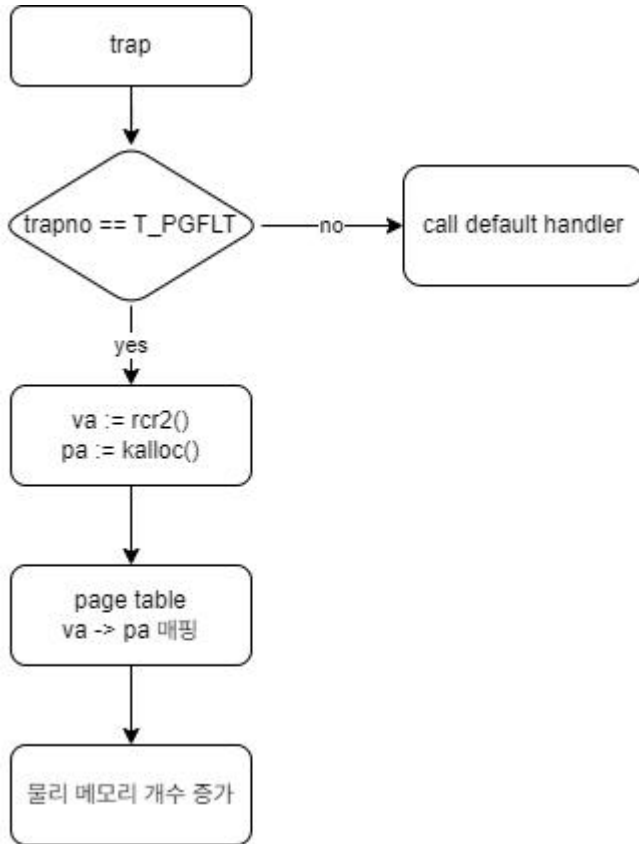 trap
trapno == T_PGFLT
no
call default handler
yes
va := rcr2()
pa := kalloc()
page table
va -> pa 매핑
물리 메모리 개수 증가